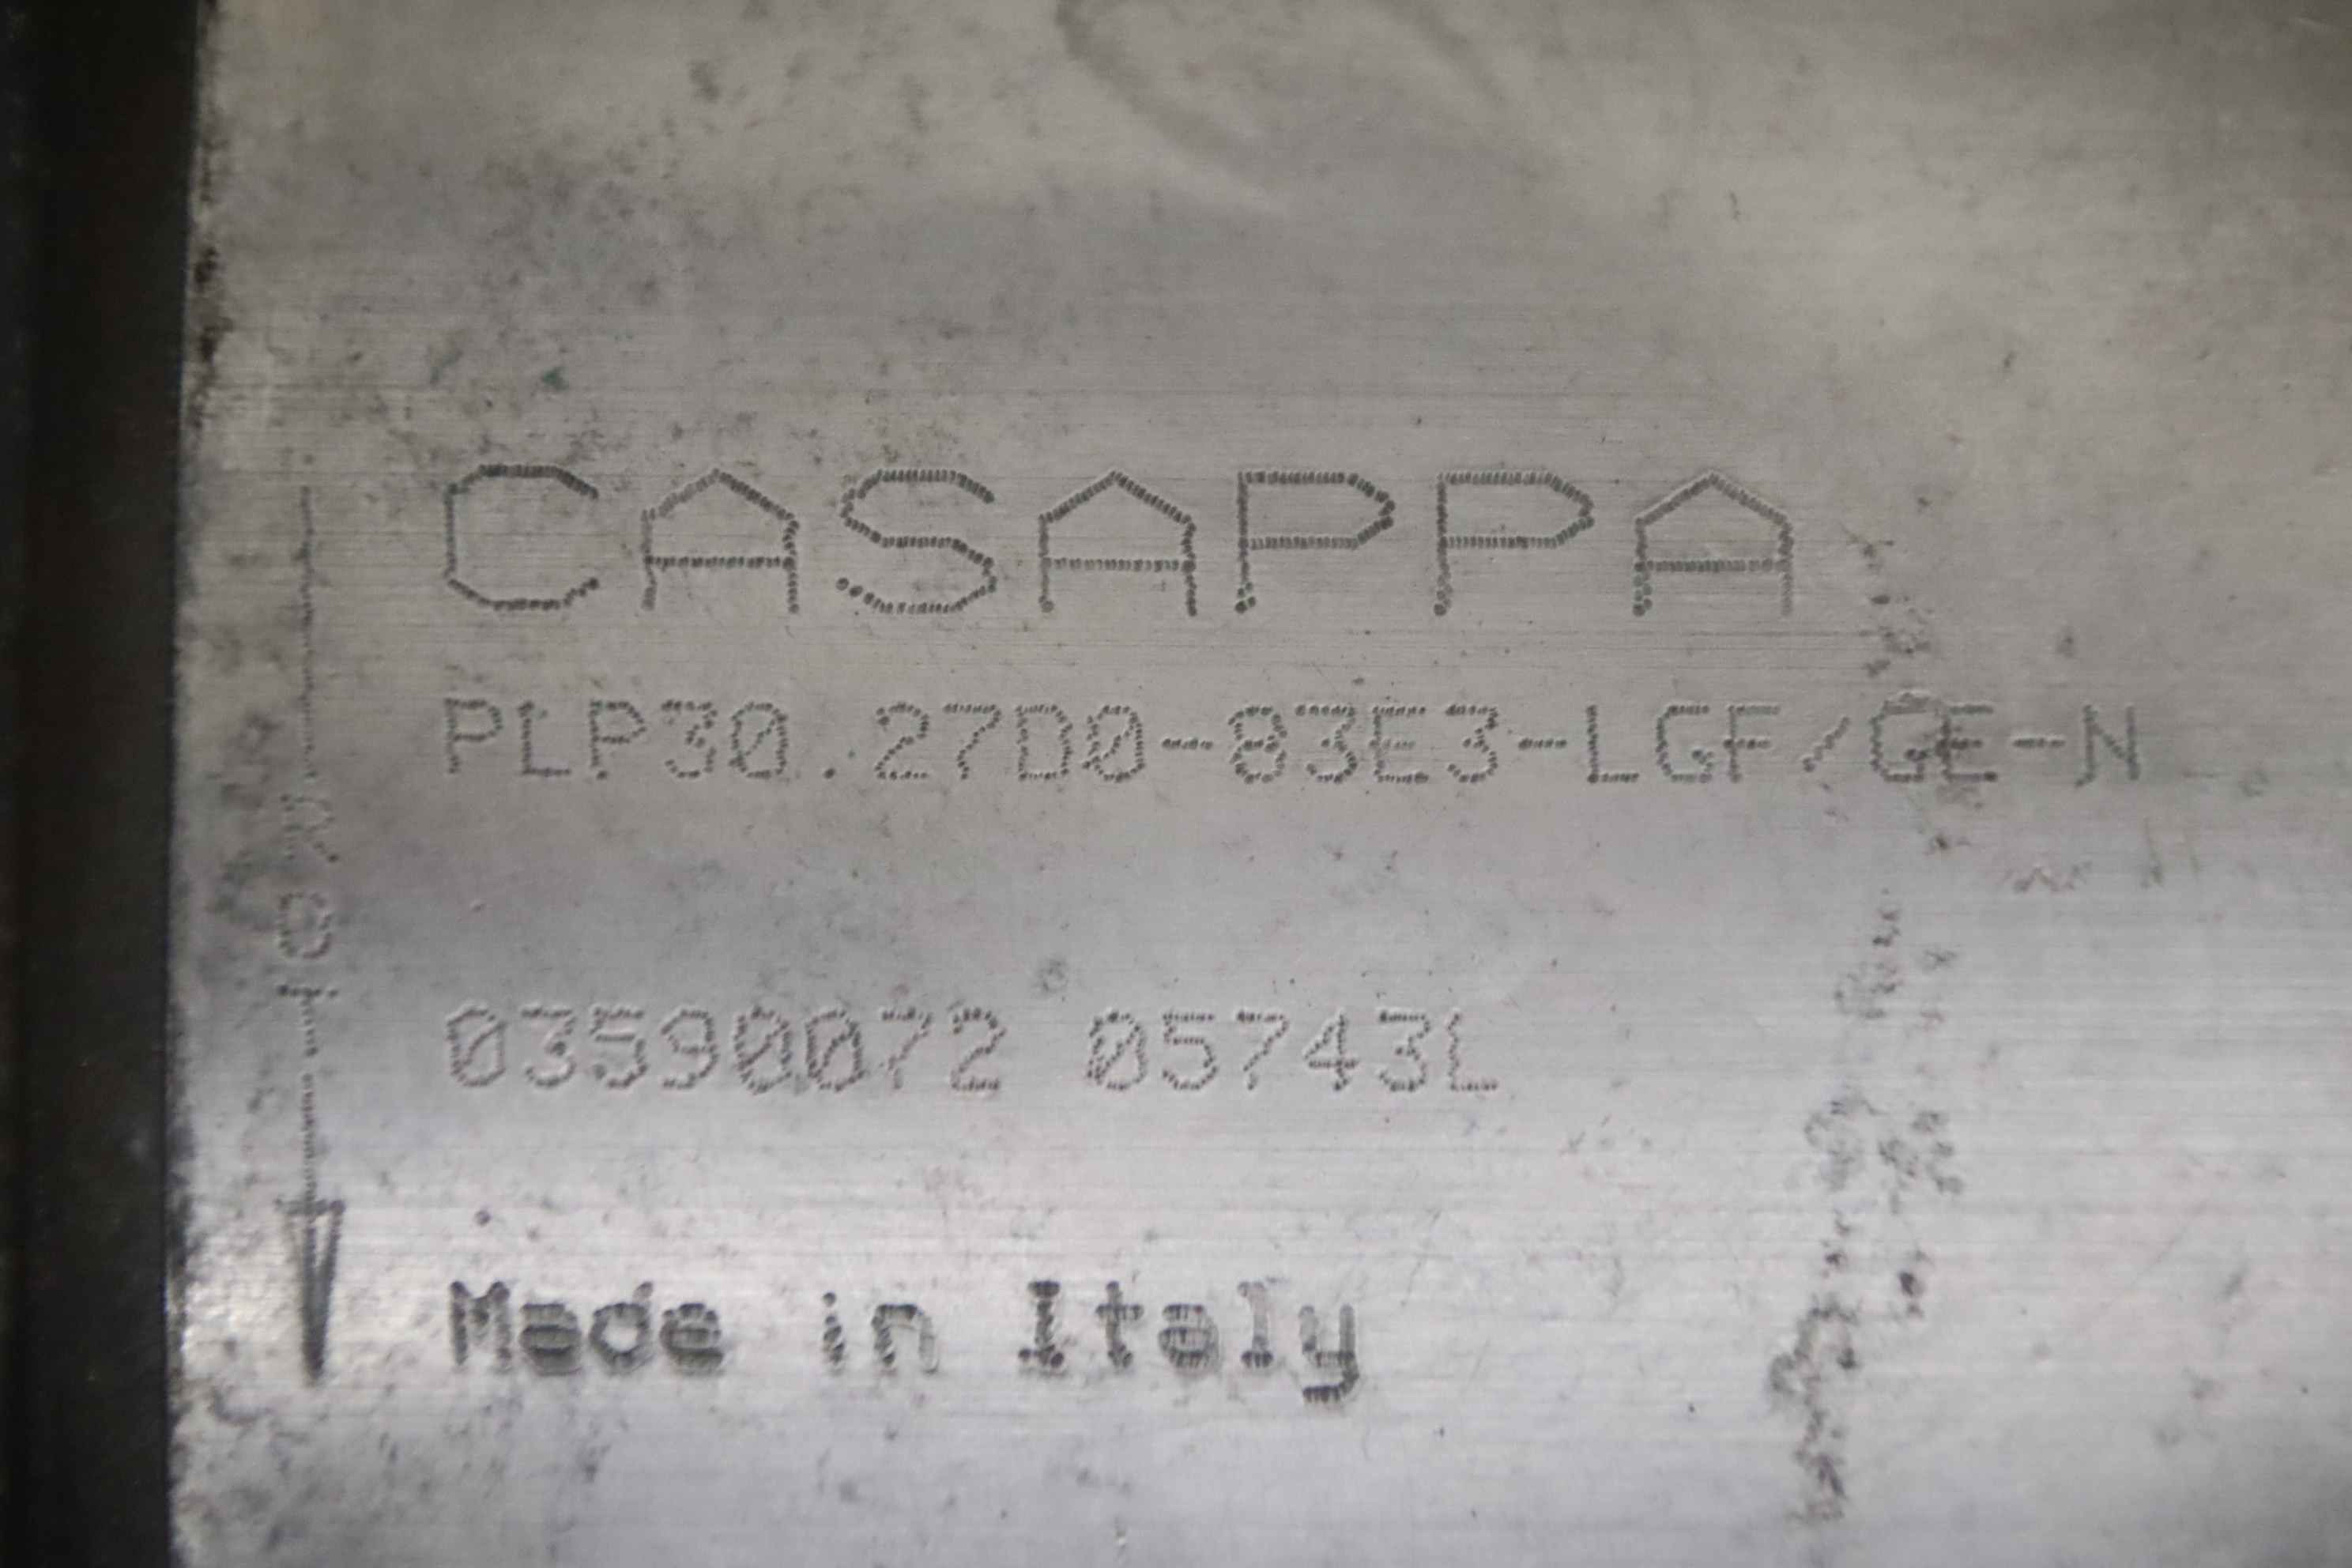 CASAPPA
PLP30.27D0-83E3-LGF/GE-N
03590072 05743L
Made in Italy
ROT